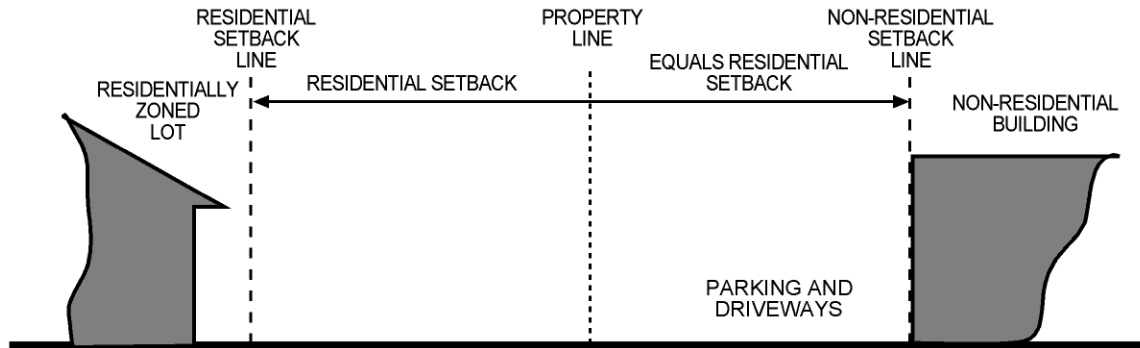 RESIDENTIAL
SETBACK
LINE
PROPERTY
LINE
NON-RESIDENTIAL
SETBACK
LINE
RESIDENTIALLY
ZONED
LOT
RESIDENTIAL SETBACK
EQUALS RESIDENTIAL
SETBACK
NON-RESIDENTIAL
BUILDING
PARKING AND
DRIVEWAYS